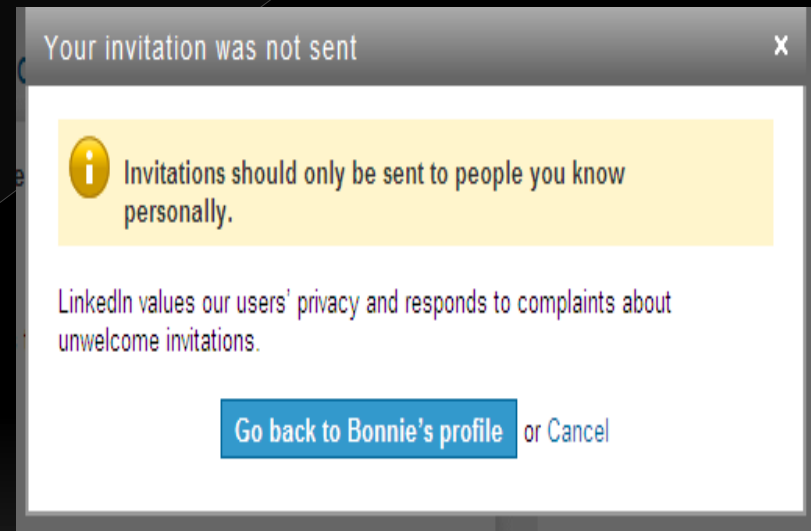 Your invitation was not sent x
Invitations should only be sent to people you know
personally.
LinkedIn values our users' privacy and responds to complaints about
unwelcome invitations.
Go back to Bonnie's profile or Cancel